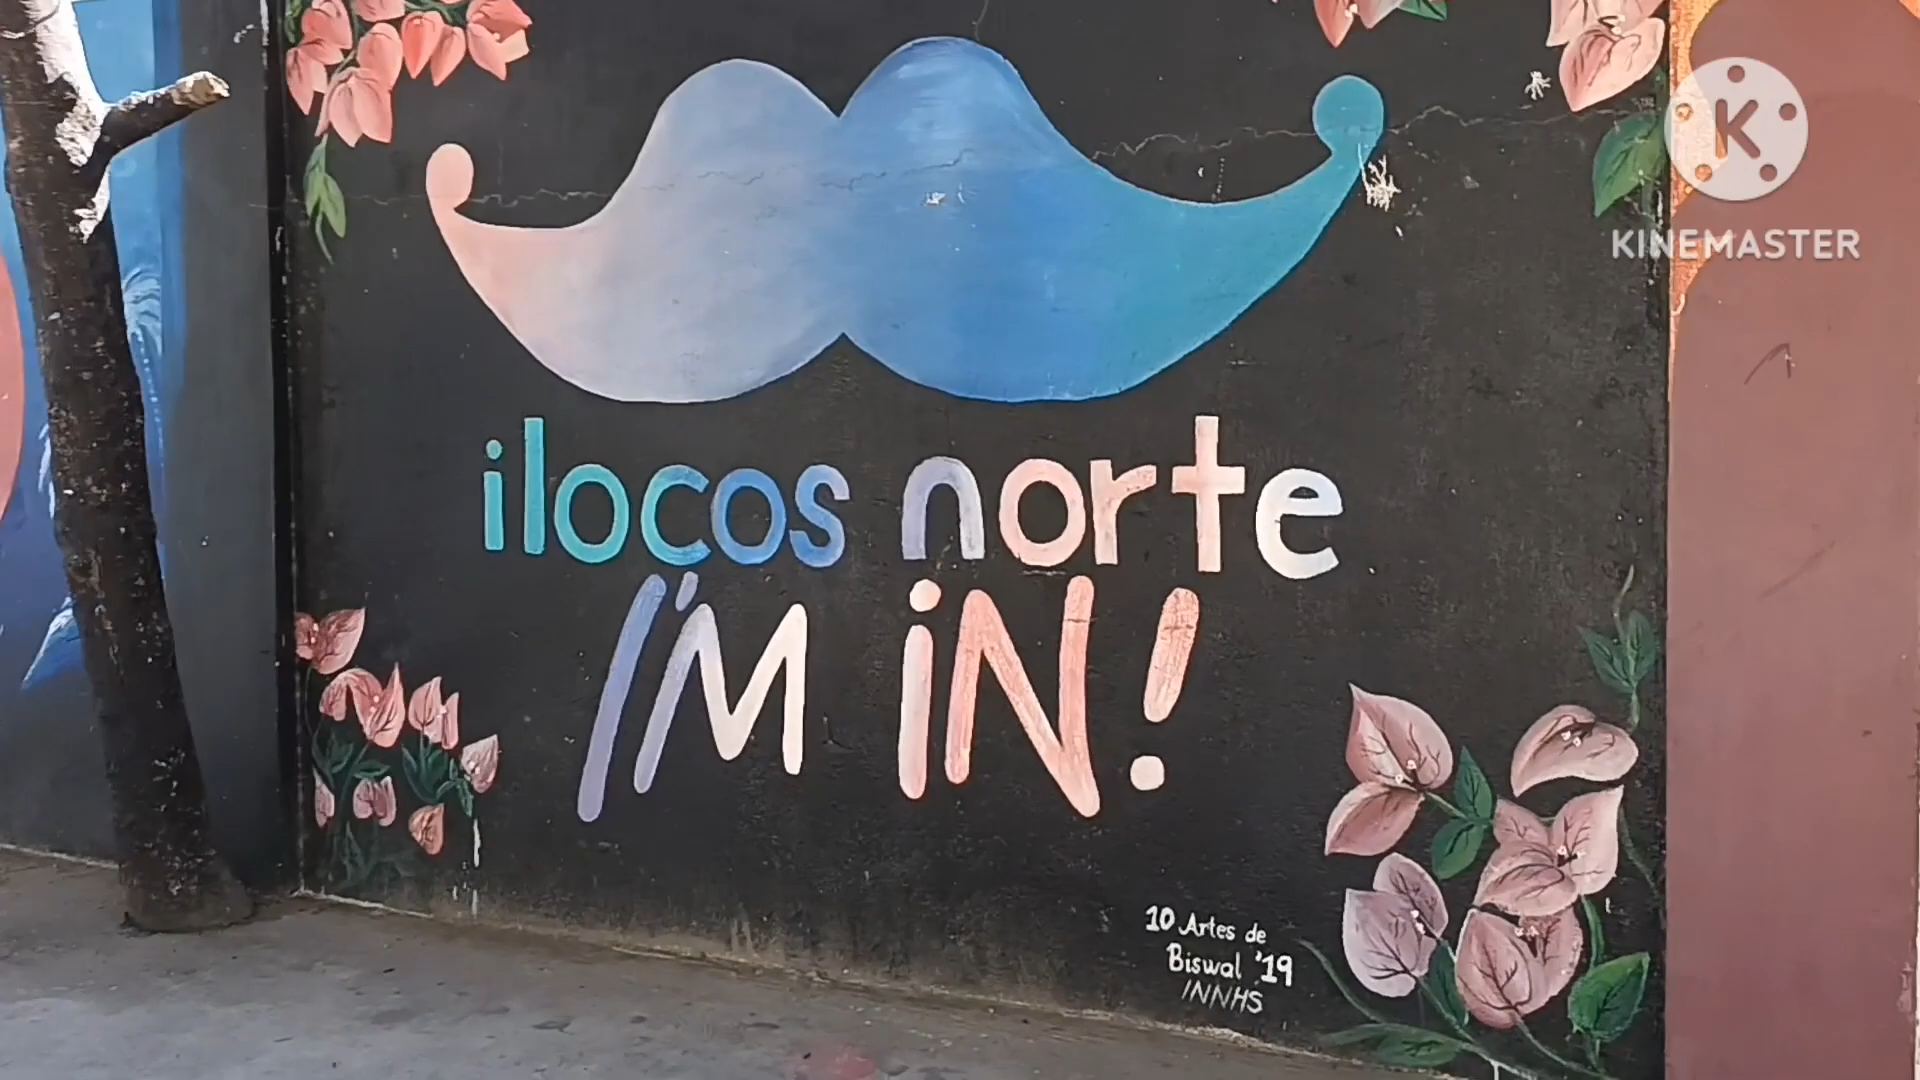 ilocos norte
I'M iN!
10 Artes de
Biswal '19
INNHS
K
KINEMASTER